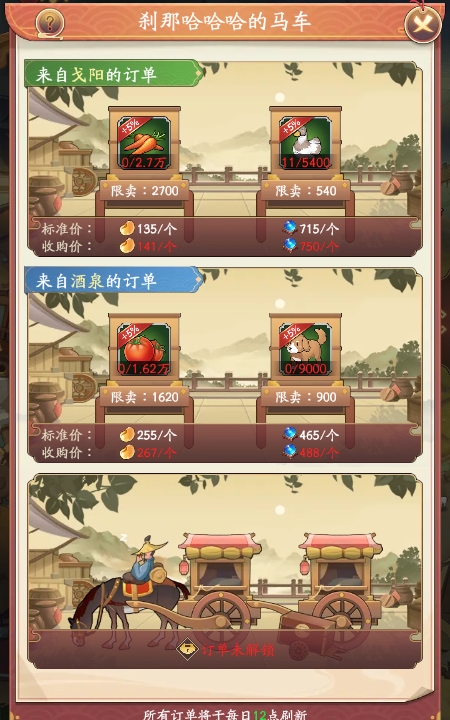 刹那哈哈哈的马车
?
来自戈阳的订单
+5%
+5%
0/2.7万
11/5400
限卖：2700
限卖：540
标准价：
135/个
715/个
收购价：
141/个
750/个
来自酒泉的订单
+5%
+5%
0/1.62万
0/9000
限卖：1620
限卖：900
标准价：
255/个
465/个
收购价：
267/个
488/个
订单未解锁
所有订单将于每日12点刷新